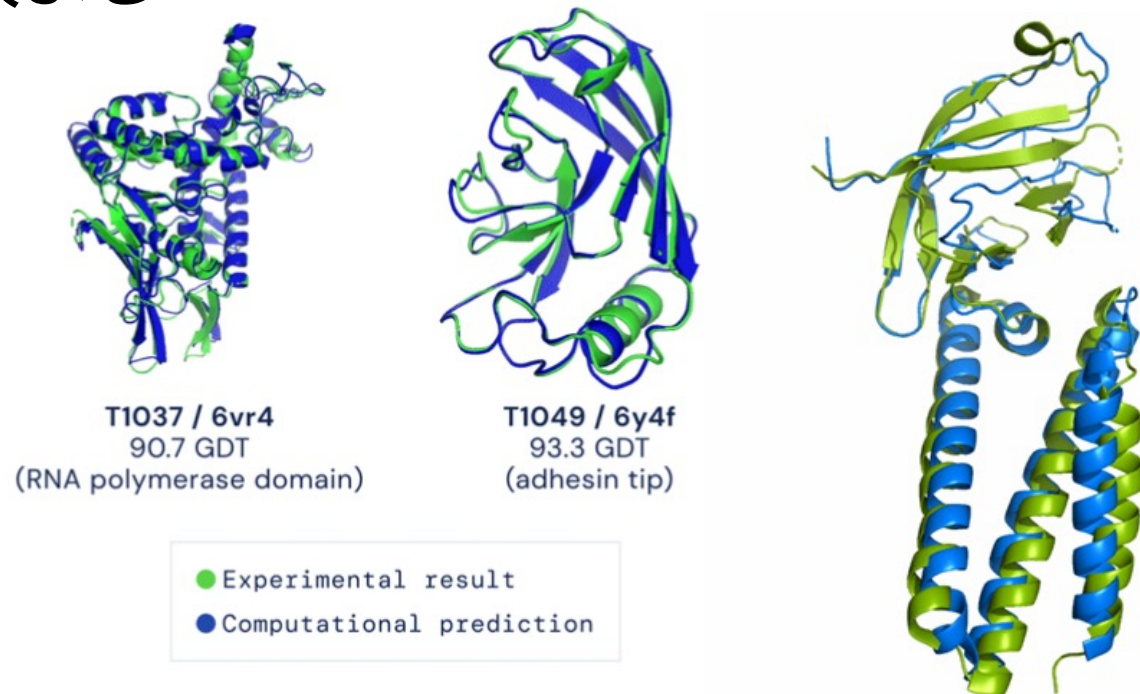 T1037 / 6vr4
90.7 GDT
(RNA polymerase domain)
T1049 / 6y4f
93.3 GDT
(adhesin tip)
Experimental result
Computational prediction